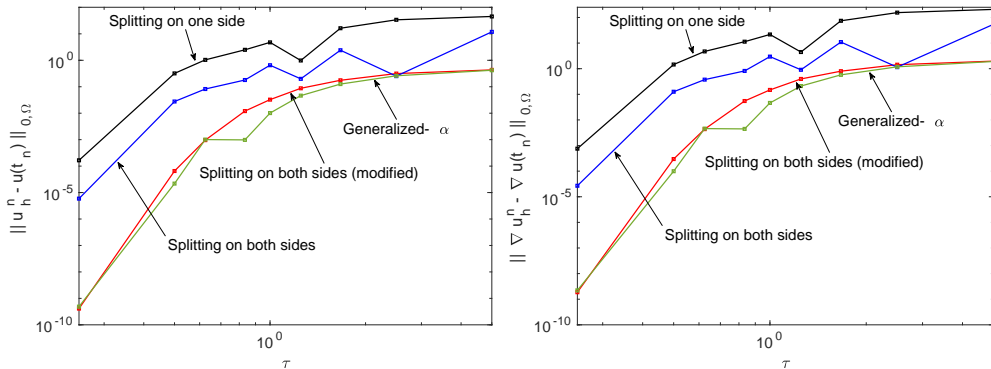 Splitting on one side
10^0
|| u_h^n - u(t_n) ||_{0,Ω}
Generalized- α
Splitting on both sides (modified)
10^-5
Splitting on both sides
10^-10
10^0
τ
Splitting on one side
10^0
|| ∇ u_h^n - ∇ u(t_n) ||_{0,Ω}
Generalized- α
Splitting on both sides (modified)
10^-5
Splitting on both sides
10^-10
10^0
τ